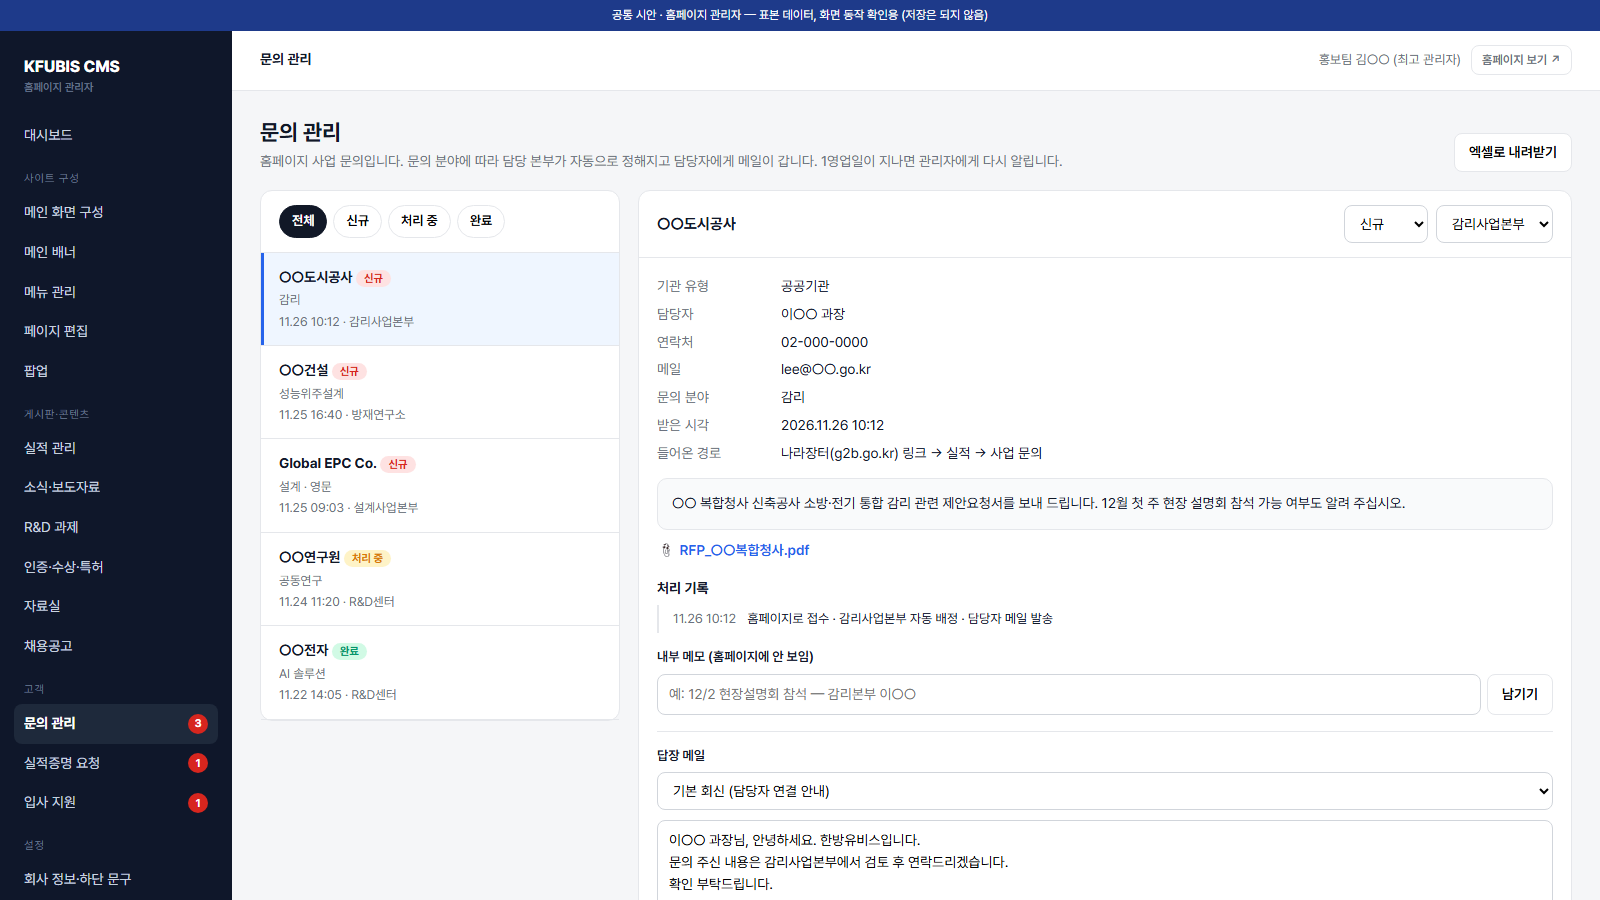 공통 시안 · 홈페이지 관리자 — 표본 데이터, 화면 동작 확인용 (저장은 되지 않음)
KFUBIS CMS
홈페이지 관리자
대시보드
사이트 구성
메인 화면 구성
메인 배너
메뉴 관리
페이지 편집
팝업
게시판·콘텐츠
실적 관리
소식·보도자료
R&D 과제
인증·수상·특허
자료실
채용공고
고객
문의 관리 3
실적증명 요청 1
입사 지원 1
설정
회사 정보·하단 문구
문의 관리
홍보팀 김○○ (최고 관리자)
홈페이지 보기 ↗
문의 관리
홈페이지 사업 문의입니다. 문의 분야에 따라 담당 본부가 자동으로 정해지고 담당자에게 메일이 갑니다. 1영업일이 지나면 관리자에게 다시 알립니다.
엑셀로 내려받기
전체 신규 처리 중 완료
○○도시공사 신규
감리
11.26 10:12 · 감리사업본부
○○건설 신규
성능위주설계
11.25 16:40 · 방재연구소
Global EPC Co. 신규
설계 · 영문
11.25 09:03 · 설계사업본부
○○연구원 처리 중
공동연구
11.24 11:20 · R&D센터
○○전자 완료
AI 솔루션
11.22 14:05 · R&D센터
○○도시공사
신규
감리사업본부
기관 유형 공공기관
담당자 이○○ 과장
연락처 02-000-0000
메일 lee@○○.go.kr
문의 분야 감리
받은 시각 2026.11.26 10:12
들어온 경로 나라장터(g2b.go.kr) 링크 → 실적 → 사업 문의
○○ 복합청사 신축공사 소방·전기 통합 감리 관련 제안요청서를 보내 드립니다. 12월 첫 주 현장 설명회 참석 가능 여부도 알려 주십시오.
RFP_○○복합청사.pdf
처리 기록
11.26 10:12 홈페이지로 접수 · 감리사업본부 자동 배정 · 담당자 메일 발송
내부 메모 (홈페이지에 안 보임)
예: 12/2 현장설명회 참석 — 감리본부 이○○
남기기
답장 메일
기본 회신 (담당자 연결 안내)
이○○ 과장님, 안녕하세요. 한방유비스입니다.
문의 주신 내용은 감리사업본부에서 검토 후 연락드리겠습니다.
확인 부탁드립니다.